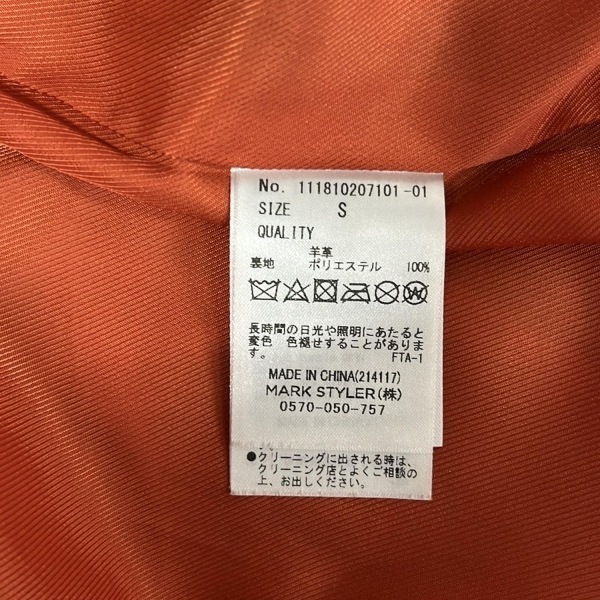 No. 111810207101-01
SIZE S
QUALITY
羊革
裏地 ポリエステル 100%
長時間の日光や照明にあたると
変色 色褪せすることがありま
す。 FTA-1
MADE IN CHINA(214117)
MARK STYLER(株)
0570-050-757
●クリーニングに出される時は、
クリーニング店とよくご相談の
上、お出しください。